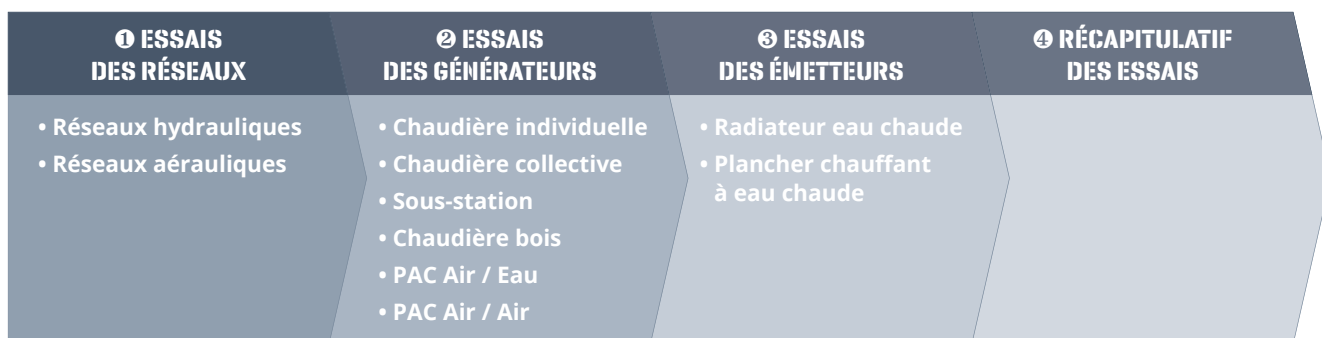 ❶ ESSAIS
DES RÉSEAUX
• Réseaux hydrauliques
• Réseaux aérauliques
❷ ESSAIS
DES GÉNÉRATEURS
• Chaudière individuelle
• Chaudière collective
• Sous-station
• Chaudière bois
• PAC Air / Eau
• PAC Air / Air
❸ ESSAIS
DES ÉMETTEURS
• Radiateur eau chaude
• Plancher chauffant
à eau chaude
❹ RÉCAPITULATIF
DES ESSAIS